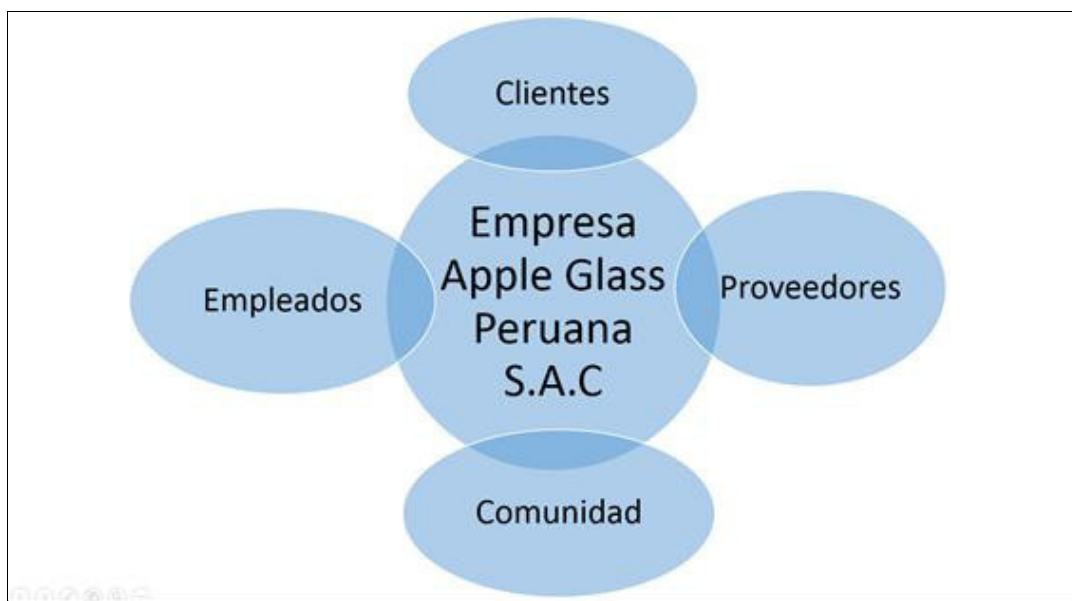 Clientes
Empresa
Apple Glass
Peruana
S.A.C
Empleados
Proveedores
Comunidad